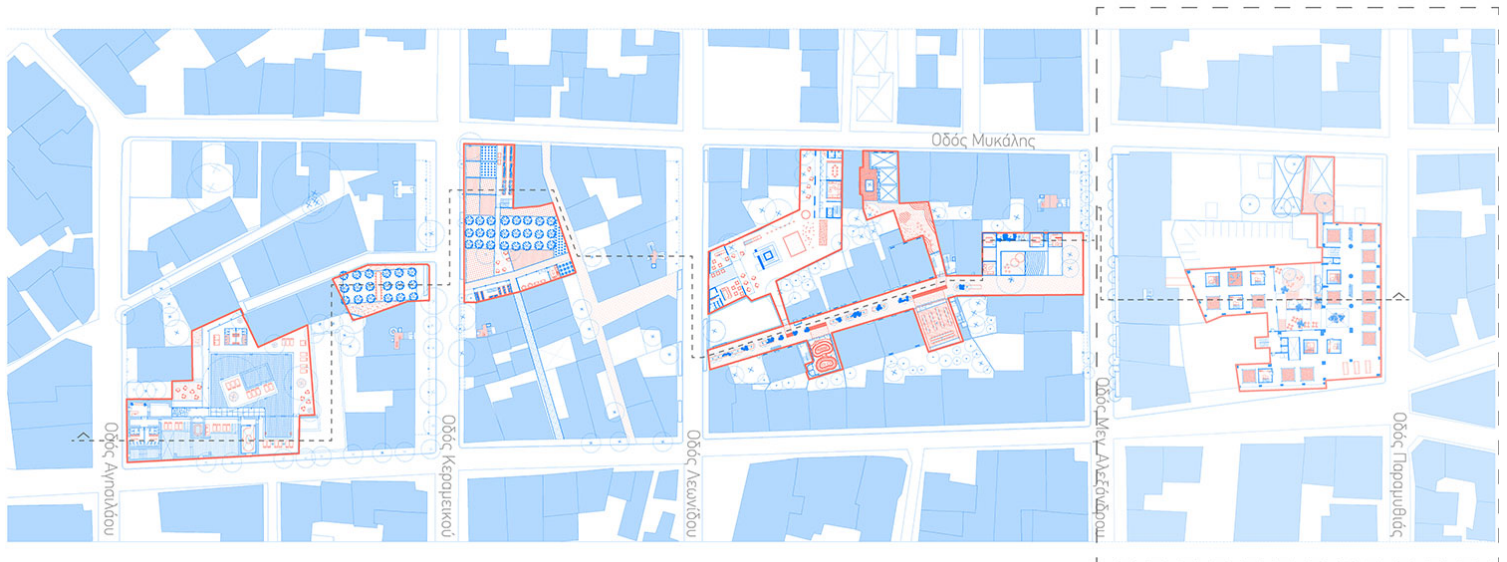 Οδός Μυκάλης
Οδός Αγησιλάου
Οδός Κεραμεικού
Οδός Λεωνίδου
Οδός Μεγ. Αλεξάνδρου
Οδός Παραμυθιάς